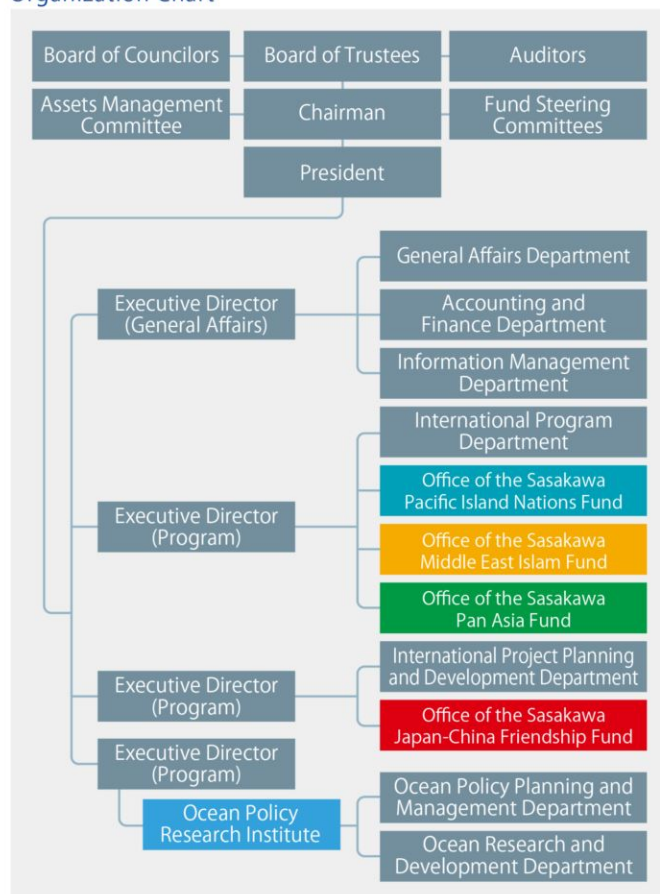 Organization Chart
Board of Councilors
Board of Trustees
Auditors
Assets Management
Committee
Chairman
Fund Steering
Committees
President
Executive Director
(General Affairs)
General Affairs Department
Accounting and
Finance Department
Information Management
Department
Executive Director
(Program)
International Program
Department
Office of the Sasakawa
Pacific Island Nations Fund
Office of the Sasakawa
Middle East Islam Fund
Office of the Sasakawa
Pan Asia Fund
Executive Director
(Program)
International Project Planning
and Development Department
Office of the Sasakawa
Japan-China Friendship Fund
Executive Director
(Program)
Ocean Policy
Research Institute
Ocean Policy Planning and
Management Department
Ocean Research and
Development Department